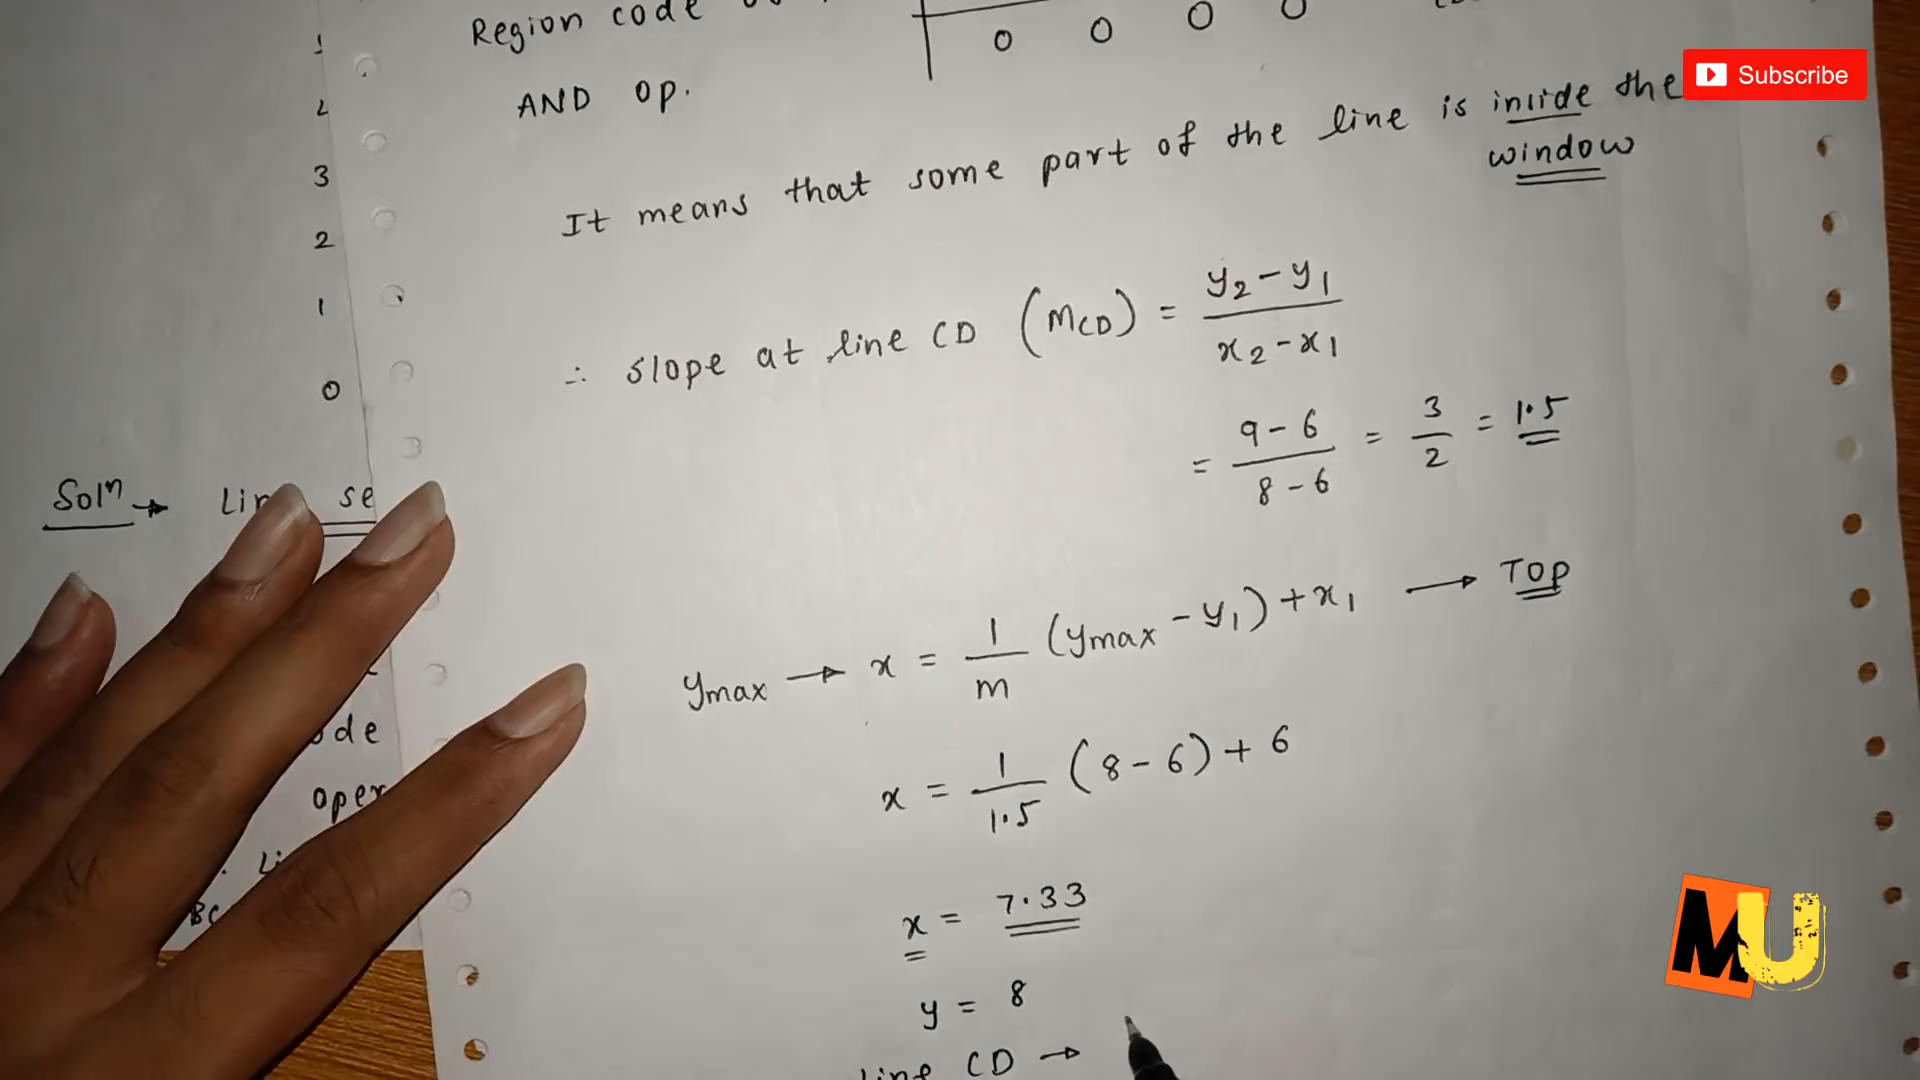 Region code
0 0 0 0
AND op.
Subscribe
It means that some part of the line is inside the
window
∴ slope at line CD (mCD) = y2 - y1 / x2 - x1
= 9 - 6 / 8 - 6 = 3 / 2 = 1.5
ymax → x = 1 / m (ymax - y1) + x1 → TOP
x = 1 / 1.5 (8 - 6) + 6
x = 7.33
y = 8
line CD →
1
3
2
1
0
Soln →
se
ode
oper
BC
MU